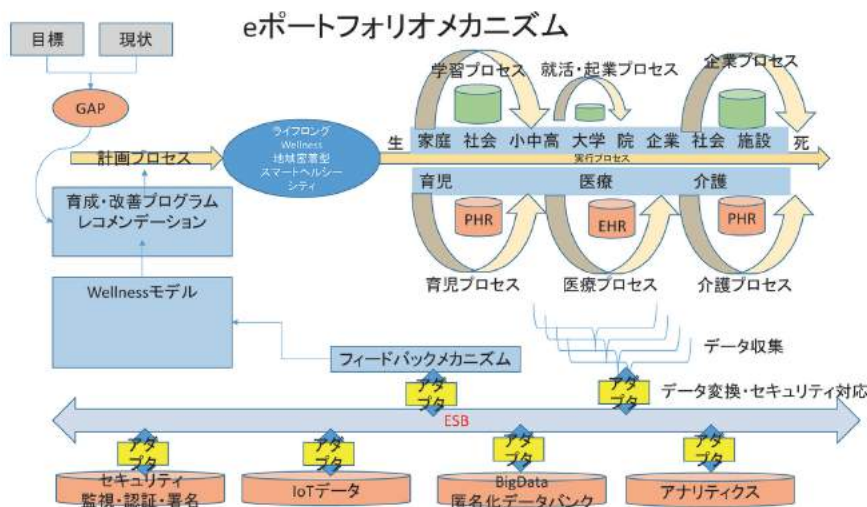 eポートフォリオメカニズム
目標
現状
GAP
計画プロセス
育成・改善プログラム
レコメンデーション
Wellnessモデル
ライフロング
Wellness
地域密着型
スマートヘルシー
シティ
学習プロセス
就活・起業プロセス
企業プロセス
生
家庭 社会 小中高 大学 院 企業 社会 施設
死
実行プロセス
育児 医療 介護
PHR
EHR
PHR
育児プロセス
医療プロセス
介護プロセス
データ収集
フィードバックメカニズム
アダ
プタ
アダ
プタ
データ変換・セキュリティ対応
ESB
アダ
プタ
アダ
プタ
アダ
プタ
アダ
プタ
セキュリティ
監視・認証・署名
IoTデータ
BigData
匿名化データバンク
アナリティクス